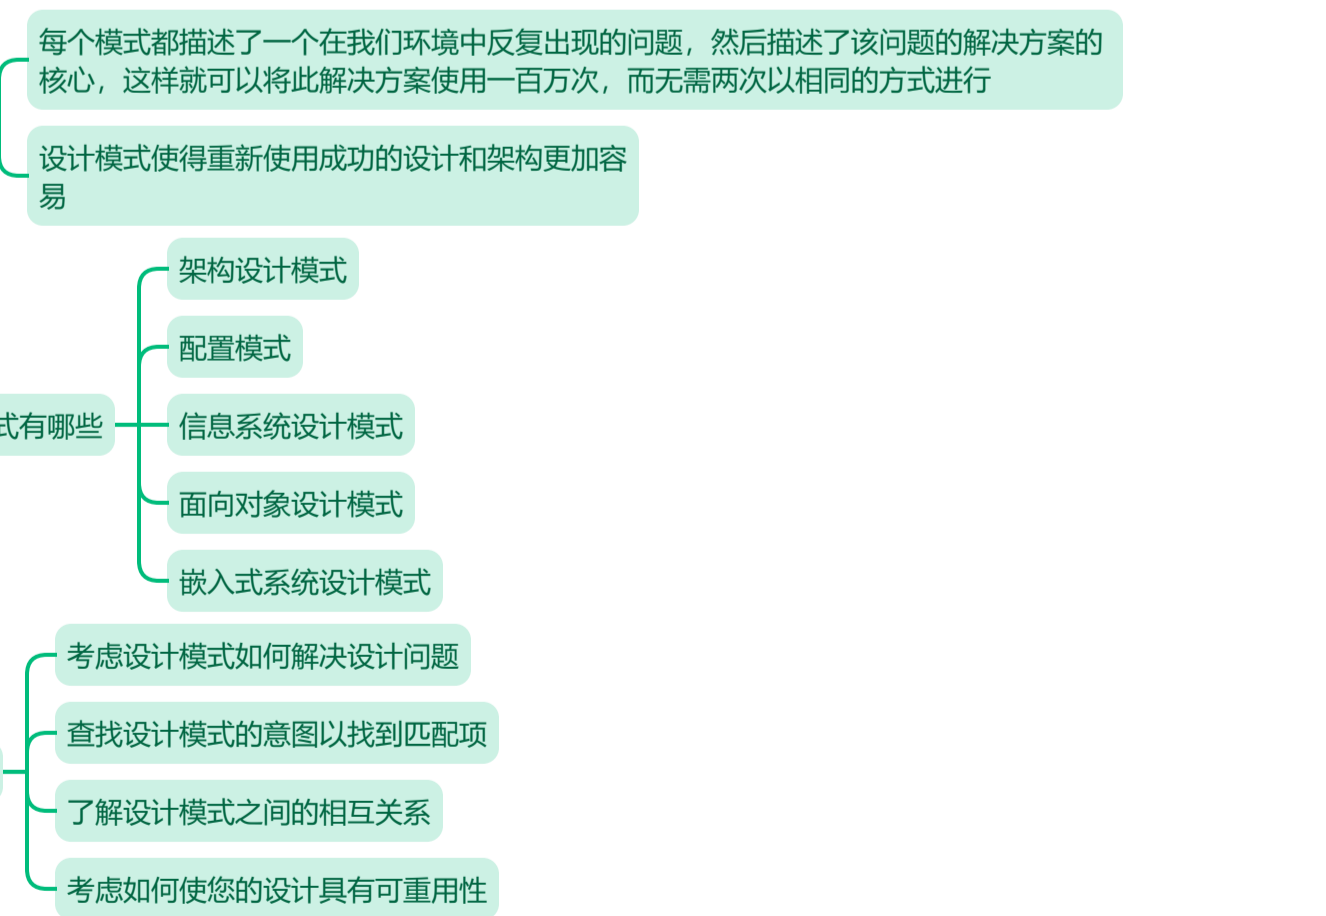 每个模式都描述了一个在我们环境中反复出现的问题，然后描述了该问题的解决方案的
核心，这样就可以将此解决方案使用一百万次，而无需两次以相同的方式进行
设计模式使得重新使用成功的设计和架构更加容
易
架构设计模式
配置模式
式有哪些
信息系统设计模式
面向对象设计模式
嵌入式系统设计模式
考虑设计模式如何解决设计问题
查找设计模式的意图以找到匹配项
了解设计模式之间的相互关系
考虑如何使您的设计具有可重用性